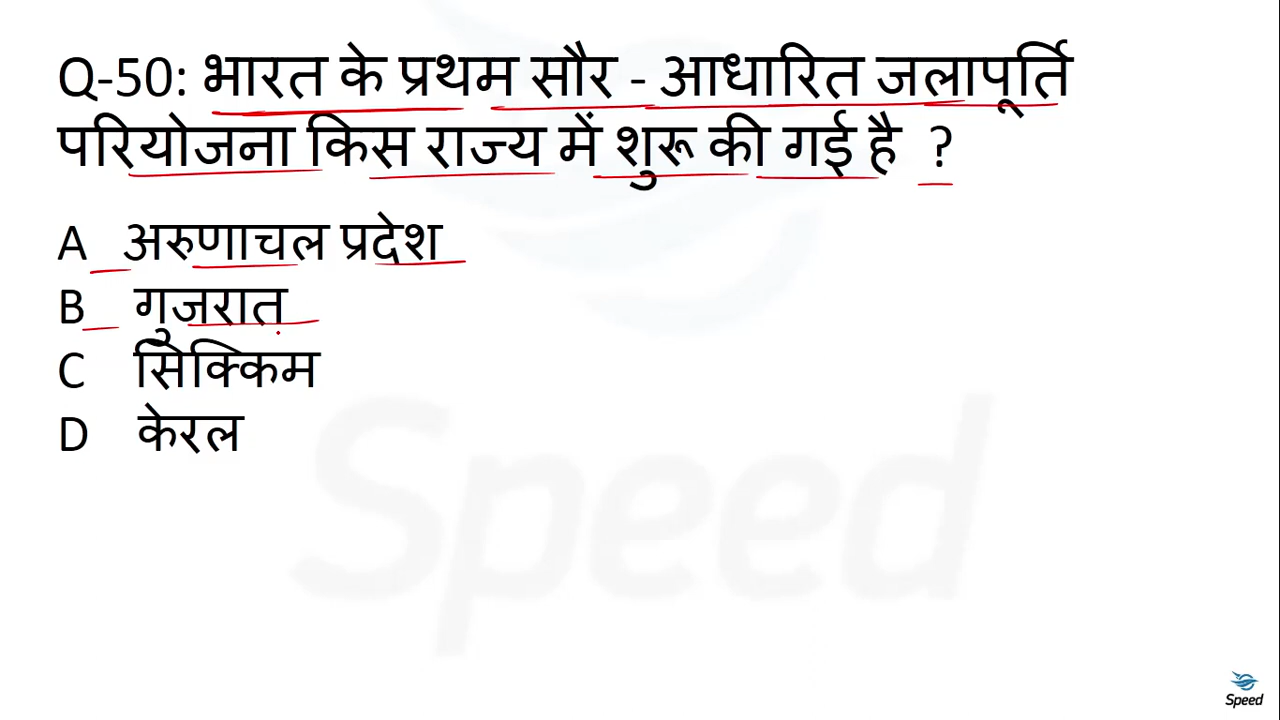 Q-50: भारत के प्रथम सौर - आधारित जलापूर्ति
परियोजना किस राज्य में शुरू की गई है ?
A अरुणाचल प्रदेश
B गुजरात
C सिक्किम
D केरल
Speed
Speed